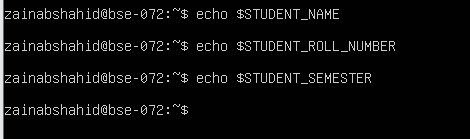 zainabshahid@bse-072:~$ echo $STUDENT_NAME
zainabshahid@bse-072:~$ echo $STUDENT_ROLL_NUMBER
zainabshahid@bse-072:~$ echo $STUDENT_SEMESTER
zainabshahid@bse-072:~$